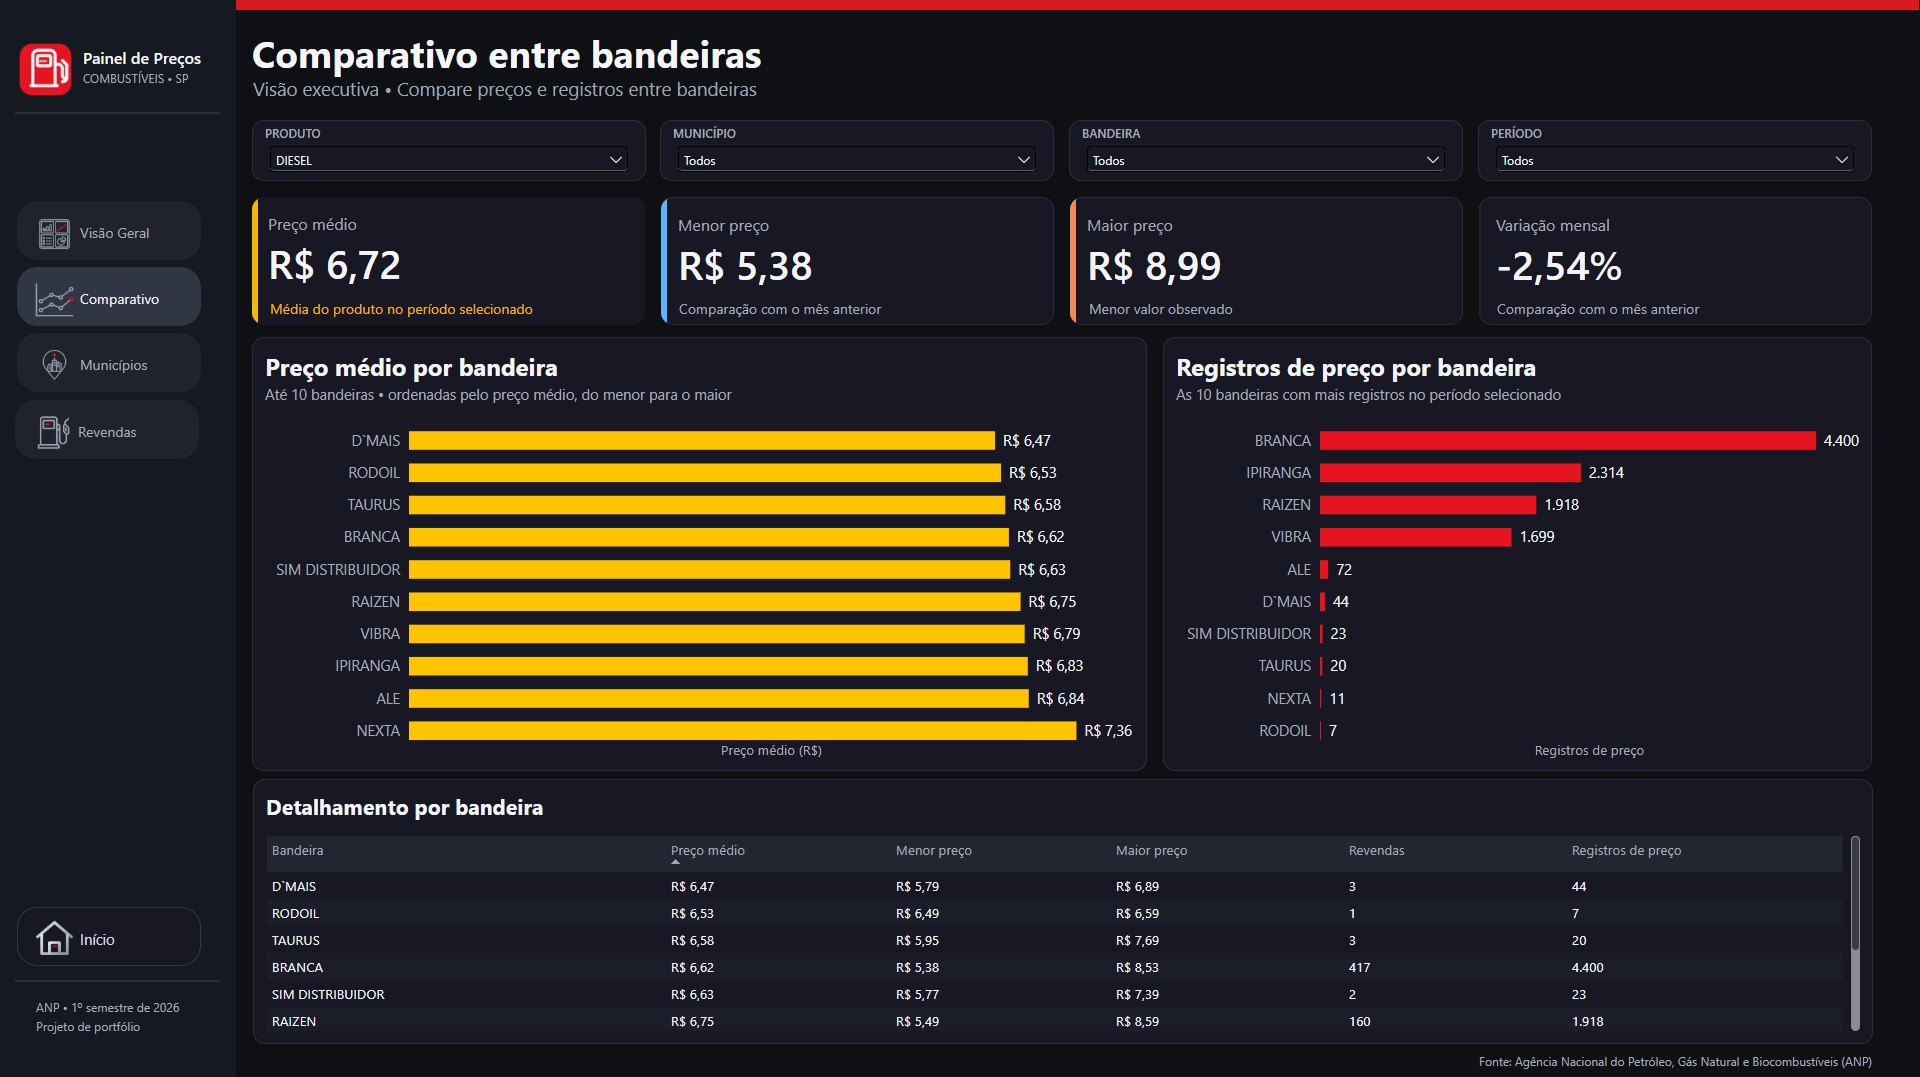 Painel de Preços
COMBUSTÍVEIS • SP
Visão Geral
Comparativo
Municípios
Revendas
Início
ANP • 1º semestre de 2026
Projeto de portfólio
Comparativo entre bandeiras
Visão executiva • Compare preços e registros entre bandeiras
PRODUTO
DIESEL
MUNICÍPIO
Todos
BANDEIRA
Todos
PERÍODO
Todos
Preço médio
R$ 6,72
Média do produto no período selecionado
Menor preço
R$ 5,38
Comparação com o mês anterior
Maior preço
R$ 8,99
Menor valor observado
Variação mensal
-2,54%
Comparação com o mês anterior
Preço médio por bandeira
Até 10 bandeiras • ordenadas pelo preço médio, do menor para o maior
D`MAIS R$ 6,47
RODOIL R$ 6,53
TAURUS R$ 6,58
BRANCA R$ 6,62
SIM DISTRIBUIDOR R$ 6,63
RAIZEN R$ 6,75
VIBRA R$ 6,79
IPIRANGA R$ 6,83
ALE R$ 6,84
NEXTA R$ 7,36
Preço médio (R$)
Registros de preço por bandeira
As 10 bandeiras com mais registros no período selecionado
BRANCA 4.400
IPIRANGA 2.314
RAIZEN 1.918
VIBRA 1.699
ALE 72
D`MAIS 44
SIM DISTRIBUIDOR 23
TAURUS 20
NEXTA 11
RODOIL 7
Registros de preço
Detalhamento por bandeira
Bandeira Preço médio Menor preço Maior preço Revendas Registros de preço
D`MAIS R$ 6,47 R$ 5,79 R$ 6,89 3 44
RODOIL R$ 6,53 R$ 6,49 R$ 6,59 1 7
TAURUS R$ 6,58 R$ 5,95 R$ 7,69 3 20
BRANCA R$ 6,62 R$ 5,38 R$ 8,53 417 4.400
SIM DISTRIBUIDOR R$ 6,63 R$ 5,77 R$ 7,39 2 23
RAIZEN R$ 6,75 R$ 5,49 R$ 8,59 160 1.918
Fonte: Agência Nacional do Petróleo, Gás Natural e Biocombustíveis (ANP)